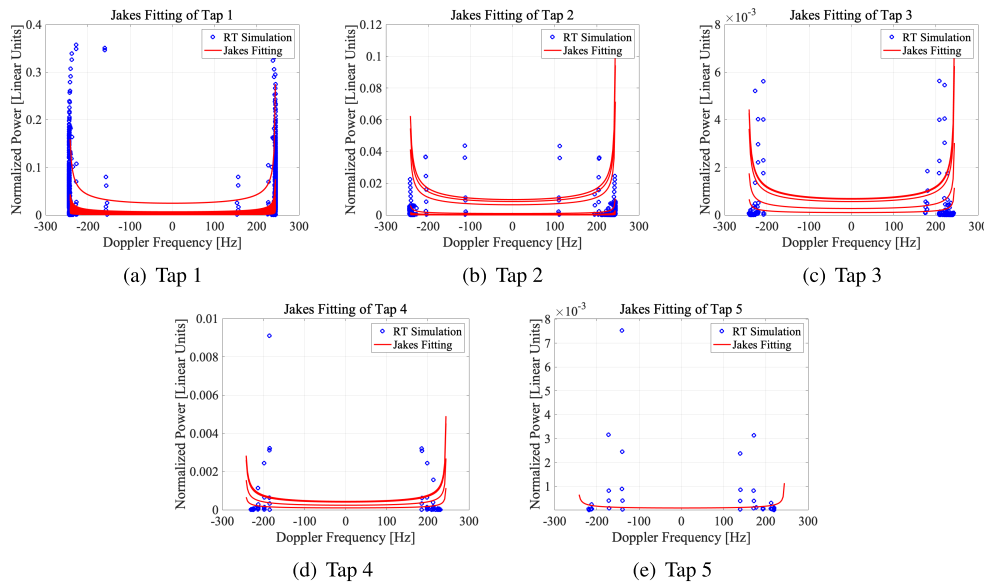 Jakes Fitting of Tap 1
Normalized Power [Linear Units]
0.4
0.3
0.2
0.1
0
RT Simulation
Jakes Fitting
-300 -200 -100 0 100 200 300
Doppler Frequency [Hz]
(a) Tap 1
Jakes Fitting of Tap 2
Normalized Power [Linear Units]
0.12
0.1
0.08
0.06
0.04
0.02
0
RT Simulation
Jakes Fitting
-300 -200 -100 0 100 200 300
Doppler Frequency [Hz]
(b) Tap 2
Jakes Fitting of Tap 3
×10⁻³
Normalized Power [Linear Units]
8
6
4
2
0
RT Simulation
Jakes Fitting
-300 -200 -100 0 100 200 300
Doppler Frequency [Hz]
(c) Tap 3
Jakes Fitting of Tap 4
Normalized Power [Linear Units]
0.01
0.008
0.006
0.004
0.002
0
RT Simulation
Jakes Fitting
-300 -200 -100 0 100 200 300
Doppler Frequency [Hz]
(d) Tap 4
Jakes Fitting of Tap 5
×10⁻³
Normalized Power [Linear Units]
8
7
6
5
4
3
2
1
RT Simulation
Jakes Fitting
-300 -200 -100 0 100 200 300
Doppler Frequency [Hz]
(e) Tap 5